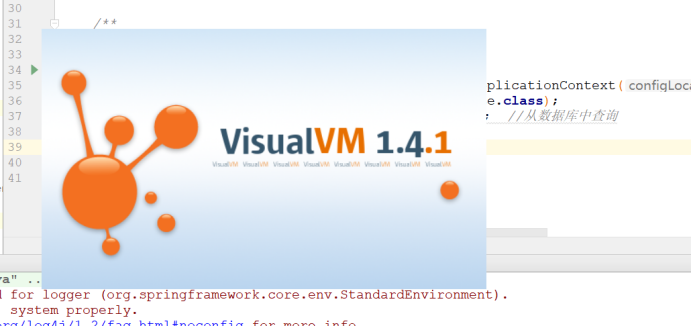 30
31 /**
32
33
34
35 plicationContext( configLoca
36 e.class);
37 ; //从数据库中查询
38
39
40
41
VisualVM 1.4.1
VisualVM VisualVM VisualVM VisualVM VisualVM VisualVM VisualVM VisualVM
va" ..
d for logger (org.springframework.core.env.StandardEnvironment).
system properly.
org/log4j/1.2/faq.html#noconfig for more info.